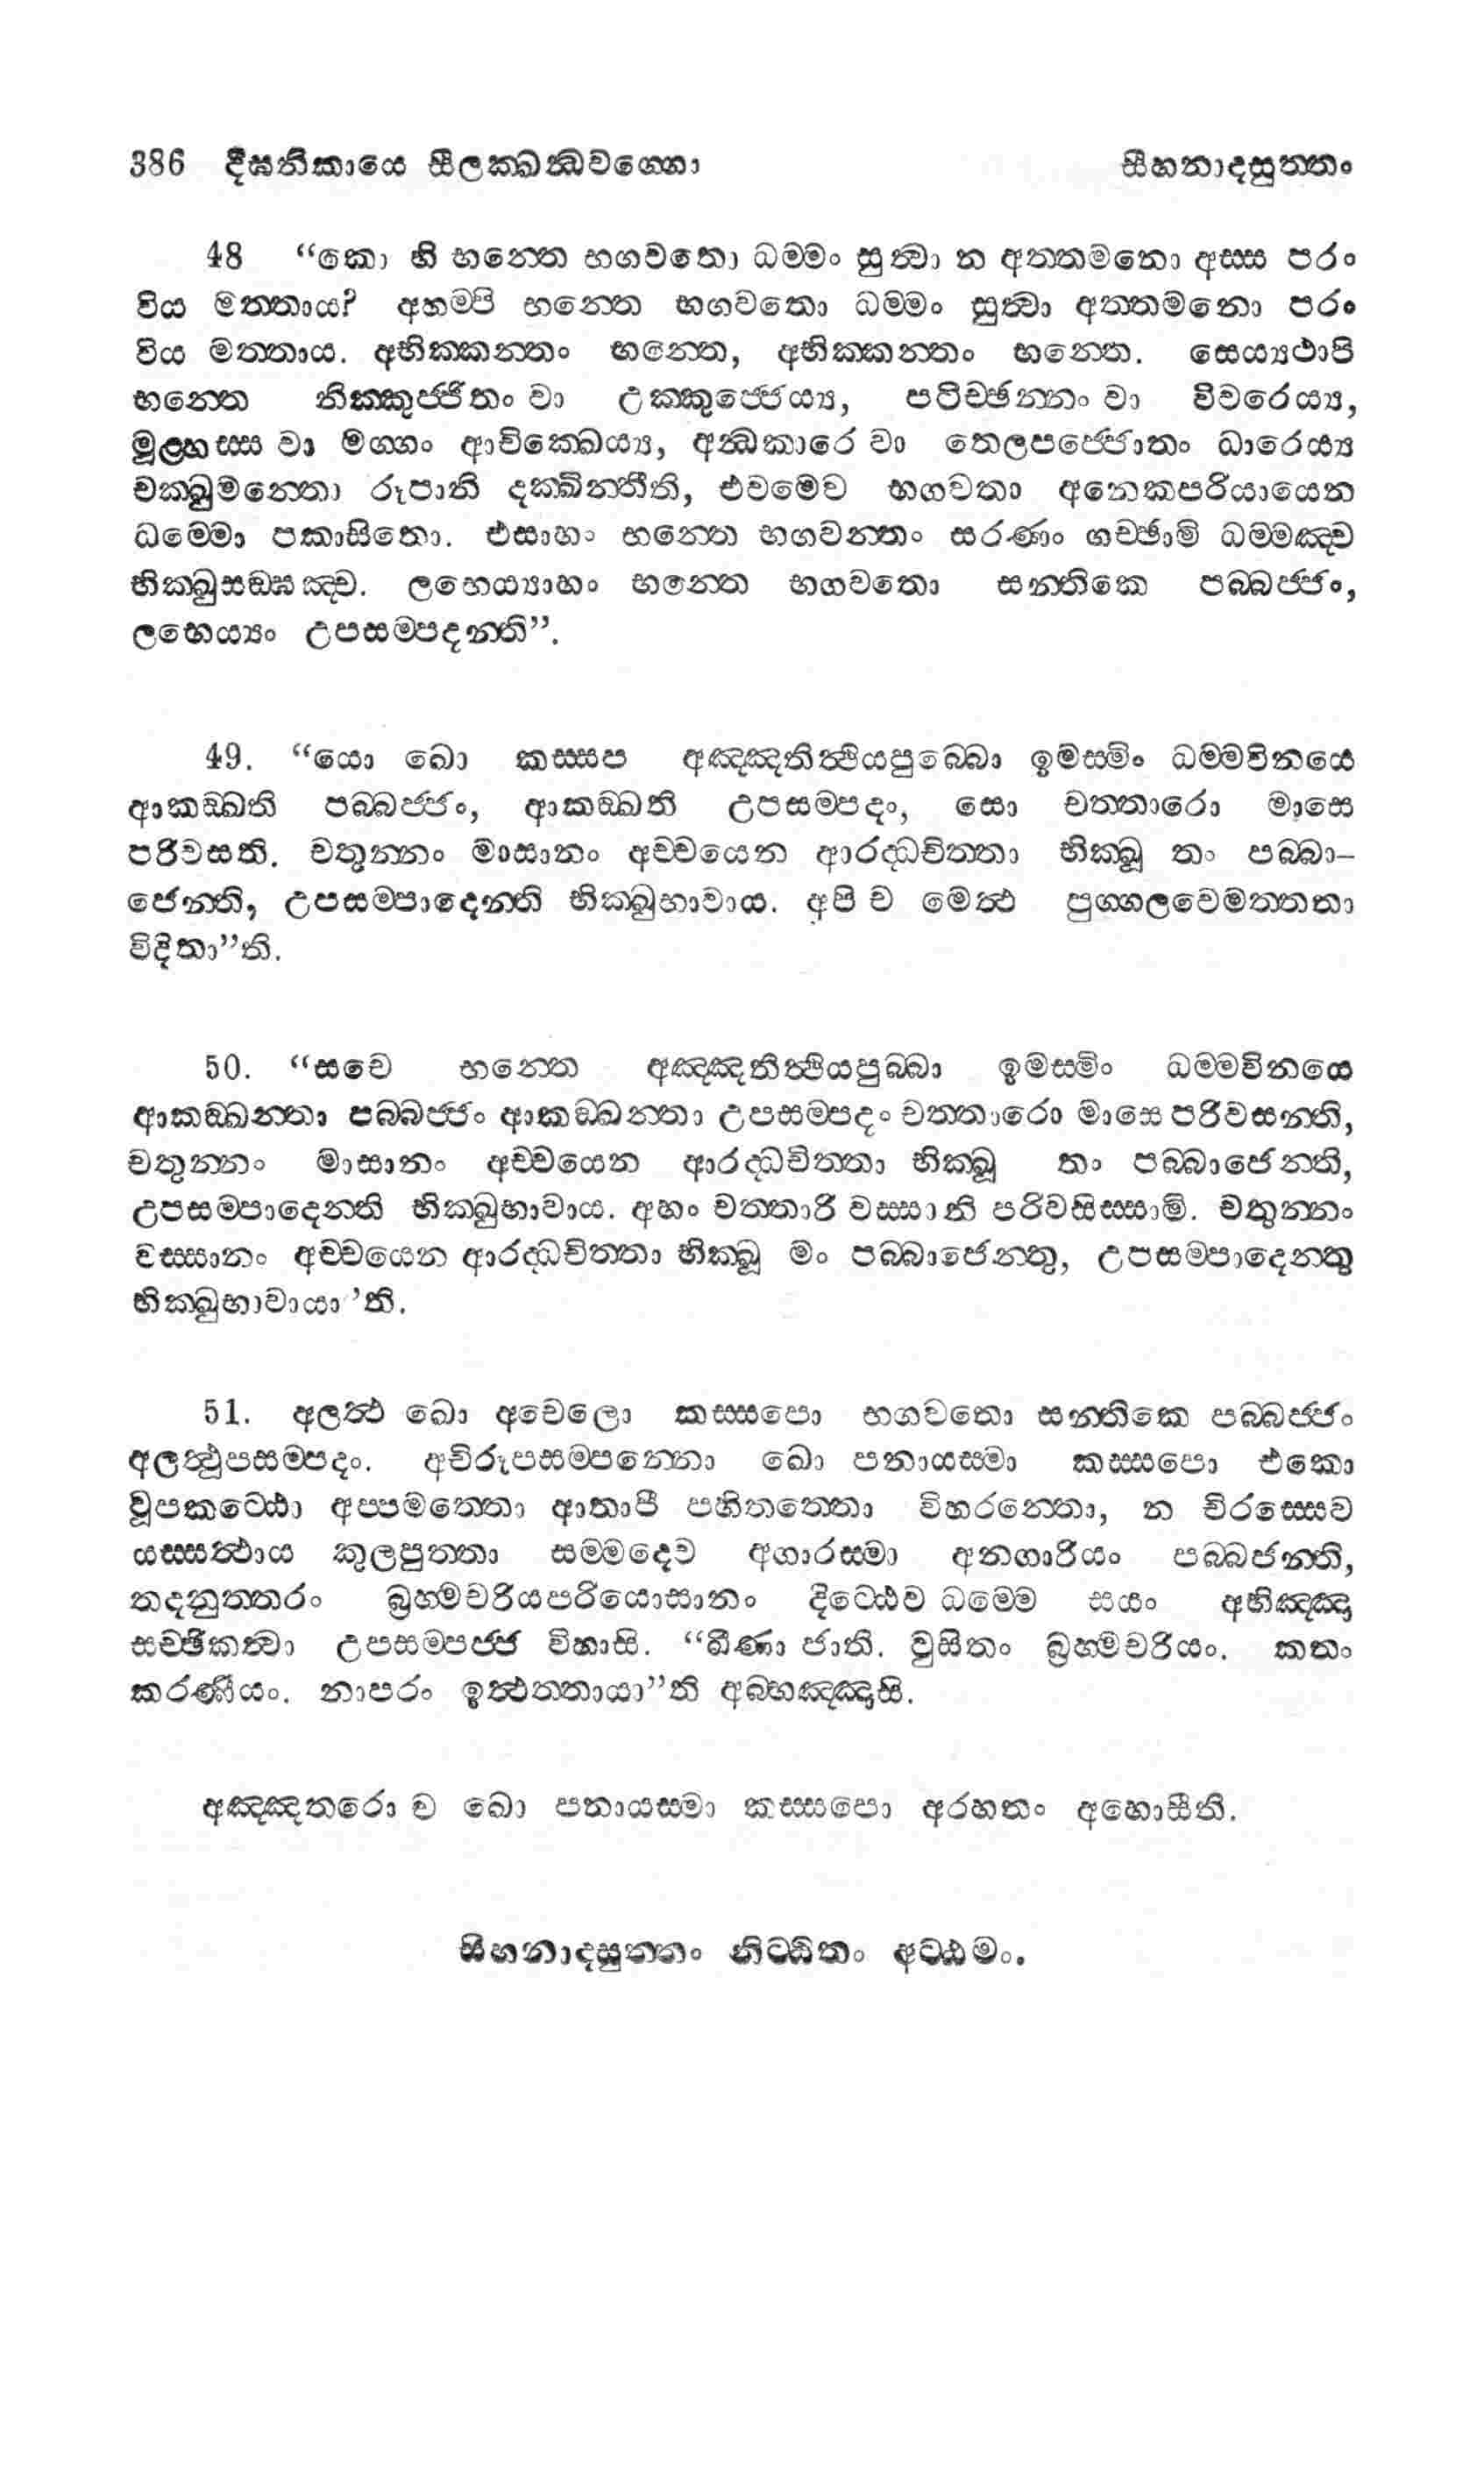 386 දීඝනිකායෙ සීලක්ඛන්ධවග්ගො සීහනාදසුත්තං
48 “කො හි භන්තෙ භගවතො ධම්මං සුත්වා න අත්තමනො අස්ස පරං
විය මත්තාය? අහම්පි භන්තෙ භගවතො ධම්මං සුත්වා අත්තමනො පරං
විය මත්තාය. අභික්කන්තං භන්තෙ, අභික්කන්තං භන්තෙ. සෙය්‍යථාපි
භන්තෙ නික්කුජ්ජිතං වා උක්කුජ්ජෙය්‍ය, පටිච්ඡන්නං වා විවරෙය්‍ය,
මූළ්හස්ස වා මග්ගං ආචික්ඛෙය්‍ය, අන්ධකාරෙ වා තෙලපජ්ජොතං ධාරෙය්‍ය
චක්ඛුමන්තො රූපානි දක්ඛින්තීති, එවමෙව භගවතා අනෙකපරියායෙන
ධම්මො පකාසිතො. එසාහං භන්තෙ භගවන්තං සරණං ගච්ඡාමි ධම්මඤ්ච
භික්ඛුසඞ්ඝඤ්ච. ලභෙය්‍යාහං භන්තෙ භගවතො සන්තිකෙ පබ්බජ්ජං,
ලභෙය්‍යං උපසම්පදන්ති”.
49. “යො ඛො කස්සප අඤ්ඤතිත්ථියපුබ්බො ඉමස්මිං ධම්මවිනයෙ
ආකඞ්ඛති පබ්බජ්ජං, ආකඞ්ඛති උපසම්පදං, සො චත්තාරො මාසෙ
පරිවසති. චතුන්නං මාසානං අච්චයෙන ආරද්ධචිත්තා භික්ඛූ තං පබ්බා–
ජෙන්ති, උපසම්පාදෙන්ති භික්ඛුභාවාය. අපි ච මෙත්ථ පුග්ගලවෙමත්තතා
විදිතා”ති.
50. “සචෙ භන්තෙ අඤ්ඤතිත්ථියපුබ්බා ඉමස්මිං ධම්මවිනයෙ
ආකඞ්ඛන්තා පබ්බජ්ජං ආකඞ්ඛන්තා උපසම්පදං චත්තාරො මාසෙ පරිවසන්ති,
චතුන්නං මාසානං අච්චයෙන ආරද්ධචිත්තා භික්ඛූ තං පබ්බාජෙන්ති,
උපසම්පාදෙන්ති භික්ඛුභාවාය. අහං චත්තාරි වස්සානි පරිවසිස්සාමි. චතුන්නං
වස්සානං අච්චයෙන ආරද්ධචිත්තා භික්ඛූ මං පබ්බාජෙන්තු, උපසම්පාදෙන්තු
භික්ඛුභාවායා’ති.
51. අලත්ථ ඛො අචෙලො කස්සපො භගවතො සන්තිකෙ පබ්බජ්ජං
අලත්ථූපසම්පදං. අචිරූපසම්පන්නො ඛො පනායස්මා කස්සපො එකො
වූපකට්ඨො අප්පමත්තො ආතාපී පහිතත්තො විහරන්තො, න චිරස්සෙව
යස්සත්ථාය කුලපුත්තා සම්මදෙව අගාරස්මා අනගාරියං පබ්බජන්ති,
තදනුත්තරං බ්‍රහ්මචරියපරියොසානං දිට්ඨෙව ධම්මෙ සයං අභිඤ්ඤා
සච්ඡිකත්වා උපසම්පජ්ජ විහාසි. “ඛීණා ජාති. වුසිතං බ්‍රහ්මචරියං. කතං
කරණීයං. නාපරං ඉත්ථත්තායා”ති අබ්භඤ්ඤාසි.
අඤ්ඤතරො ච ඛො පනායස්මා කස්සපො අරහතං අහොසීති.
සීහනාදසුත්තං නිට්ඨිතං අට්ඨමං.